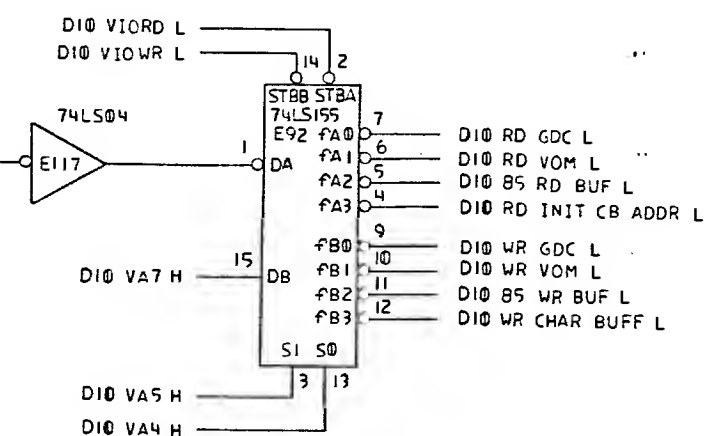 D10 VIORD L
D10 VIOWR L
14 2
STBB STBA
74LS04
74LS155
E92
E117
1
DA
fA0 7 D10 RD GDC L
fA1 6 D10 RD VOM L
fA2 5 D10 85 RD BUF L
fA3 4 D10 RD INIT CB ADDR L
fB0 9 D10 WR GDC L
D10 VA7 H 15 DB
fB1 10 D10 WR VOM L
fB2 11 D10 85 WR BUF L
fB3 12 D10 WR CHAR BUFF L
S1 S0
3 13
D10 VA5 H
D10 VA4 H